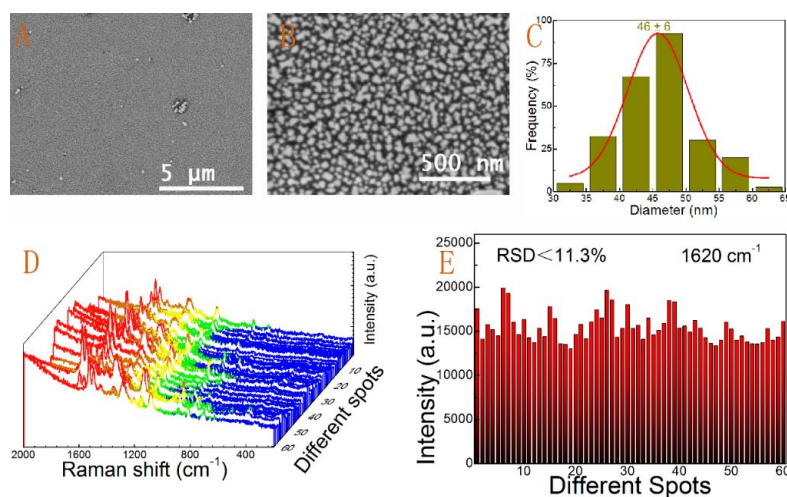 A
5 μm
B
500 nm
C
46 + 6
Frequency (%)
100
75
50
25
0
30 35 40 45 50 55 60 65
Diameter (nm)
D
Intensity (a.u.)
10
20
30
40
50
60
Different spots
2000 1600 1200 800 400
Raman shift (cm⁻¹)
E
RSD<11.3% 1620 cm⁻¹
Intensity (a.u.)
25000
20000
15000
10000
5000
0
10 20 30 40 50 60
Different Spots